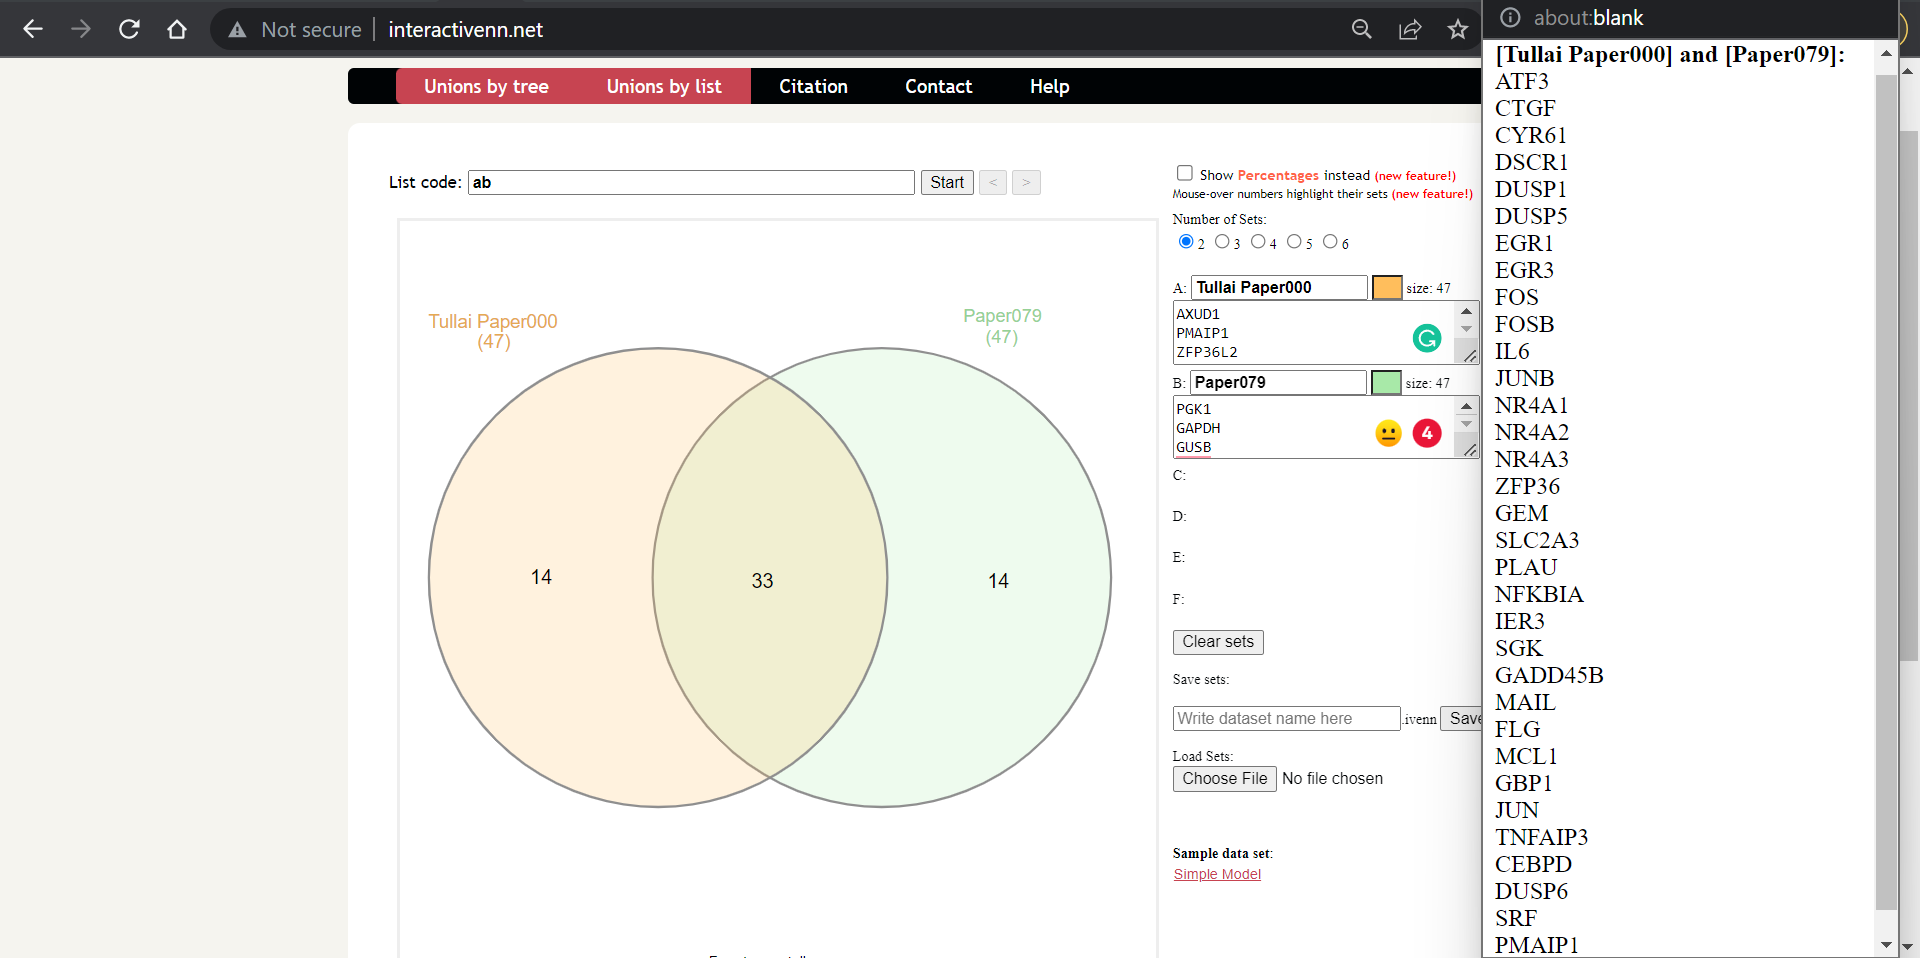 Not secure
interactivenn.net
Unions by tree
Unions by list
Citation
Contact
Help
List code: ab Start < >
Tullai Paper000
(47)
Paper079
(47)
14
33
14
Show Percentages instead (new feature!)
Mouse-over numbers highlight their sets (new feature!)
Number of Sets:
2 3 4 5 6
A: Tullai Paper000 size: 47
AXUD1
PMAIP1
ZFP36L2
B: Paper079 size: 47
PGK1
GAPDH
GUSB
4
C:
D:
E:
F:
Clear sets
Save sets:
Write dataset name here .ivenn Save
Load Sets:
Choose File No file chosen
Sample data set:
Simple Model
about:blank
[Tullai Paper000] and [Paper079]:
ATF3
CTGF
CYR61
DSCR1
DUSP1
DUSP5
EGR1
EGR3
FOS
FOSB
IL6
JUNB
NR4A1
NR4A2
NR4A3
ZFP36
GEM
SLC2A3
PLAU
NFKBIA
IER3
SGK
GADD45B
MAIL
FLG
MCL1
GBP1
JUN
TNFAIP3
CEBPD
DUSP6
SRF
PMAIP1